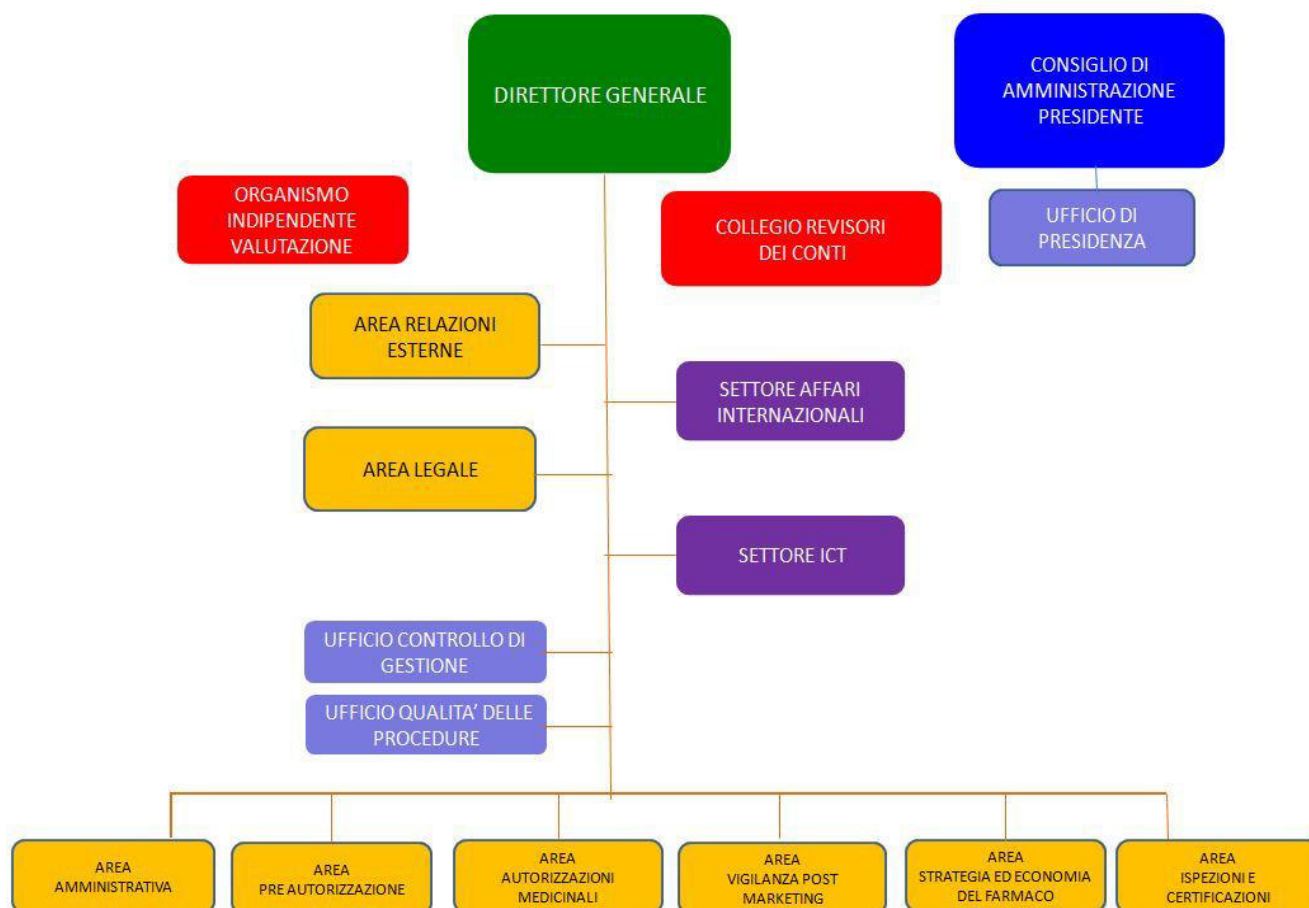 DIRETTORE GENERALE
CONSIGLIO DI
AMMINISTRAZIONE
PRESIDENTE
ORGANISMO
INDIPENDENTE
VALUTAZIONE
COLLEGIO REVISORI
DEI CONTI
UFFICIO DI
PRESIDENZA
AREA RELAZIONI
ESTERNE
SETTORE AFFARI
INTERNAZIONALI
AREA LEGALE
SETTORE ICT
UFFICIO CONTROLLO DI
GESTIONE
UFFICIO QUALITA’ DELLE
PROCEDURE
AREA
AMMINISTRATIVA
AREA
PRE AUTORIZZAZIONE
AREA
AUTORIZZAZIONI
MEDICINALI
AREA
VIGILANZA POST
MARKETING
AREA
STRATEGIA ED ECONOMIA
DEL FARMACO
AREA
ISPEZIONI E
CERTIFICAZIONI